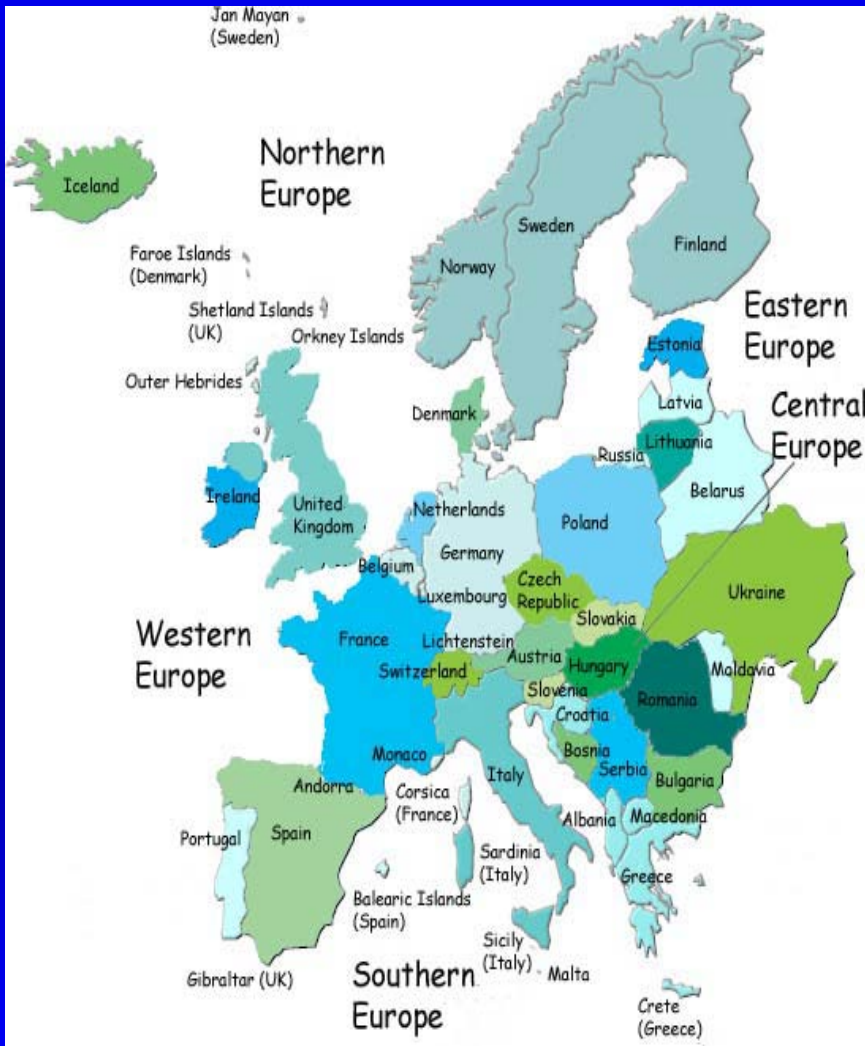 Jan Mayan
(Sweden)
Northern
Europe
Iceland
Faroe Islands
(Denmark)
Shetland Islands
(UK)
Orkney Islands
Outer Hebrides
Norway
Sweden
Finland
Eastern
Europe
Estonia
Latvia
Central
Europe
Lithuania
Russia
Belarus
Denmark
Ireland
United
Kingdom
Netherlands
Poland
Germany
Belgium
Luxembourg
Czech
Republic
Ukraine
Slovakia
Western
Europe
France
Lichtenstein
Austria
Hungary
Switzerland
Moldavia
Slovenia
Romania
Croatia
Monaco
Bosnia
Serbia
Italy
Bulgaria
Andorra
Corsica
(France)
Albania
Macedonia
Portugal
Spain
Sardinia
(Italy)
Greece
Balearic Islands
(Spain)
Sicily
(Italy)
Malta
Gibraltar (UK)
Southern
Europe
Crete
(Greece)